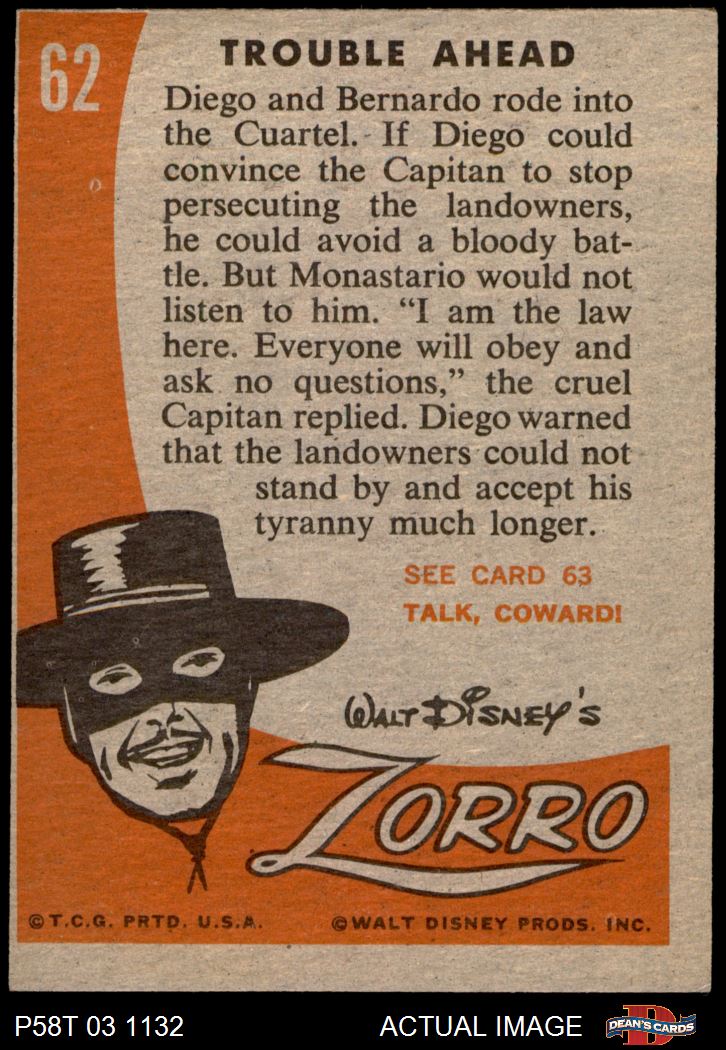 62
TROUBLE AHEAD
Diego and Bernardo rode into
the Cuartel. If Diego could
convince the Capitan to stop
persecuting the landowners,
he could avoid a bloody bat-
tle. But Monastario would not
listen to him. “I am the law
here. Everyone will obey and
ask no questions,” the cruel
Capitan replied. Diego warned
that the landowners could not
stand by and accept his
tyranny much longer.
SEE CARD 63
TALK, COWARD!
WALT DISNEY'S
ZORRO
©T.C.G. PRTD. U.S.A.
©WALT DISNEY PRODS. INC.
P58T 03 1132
ACTUAL IMAGE
D
DEAN'S CARDS